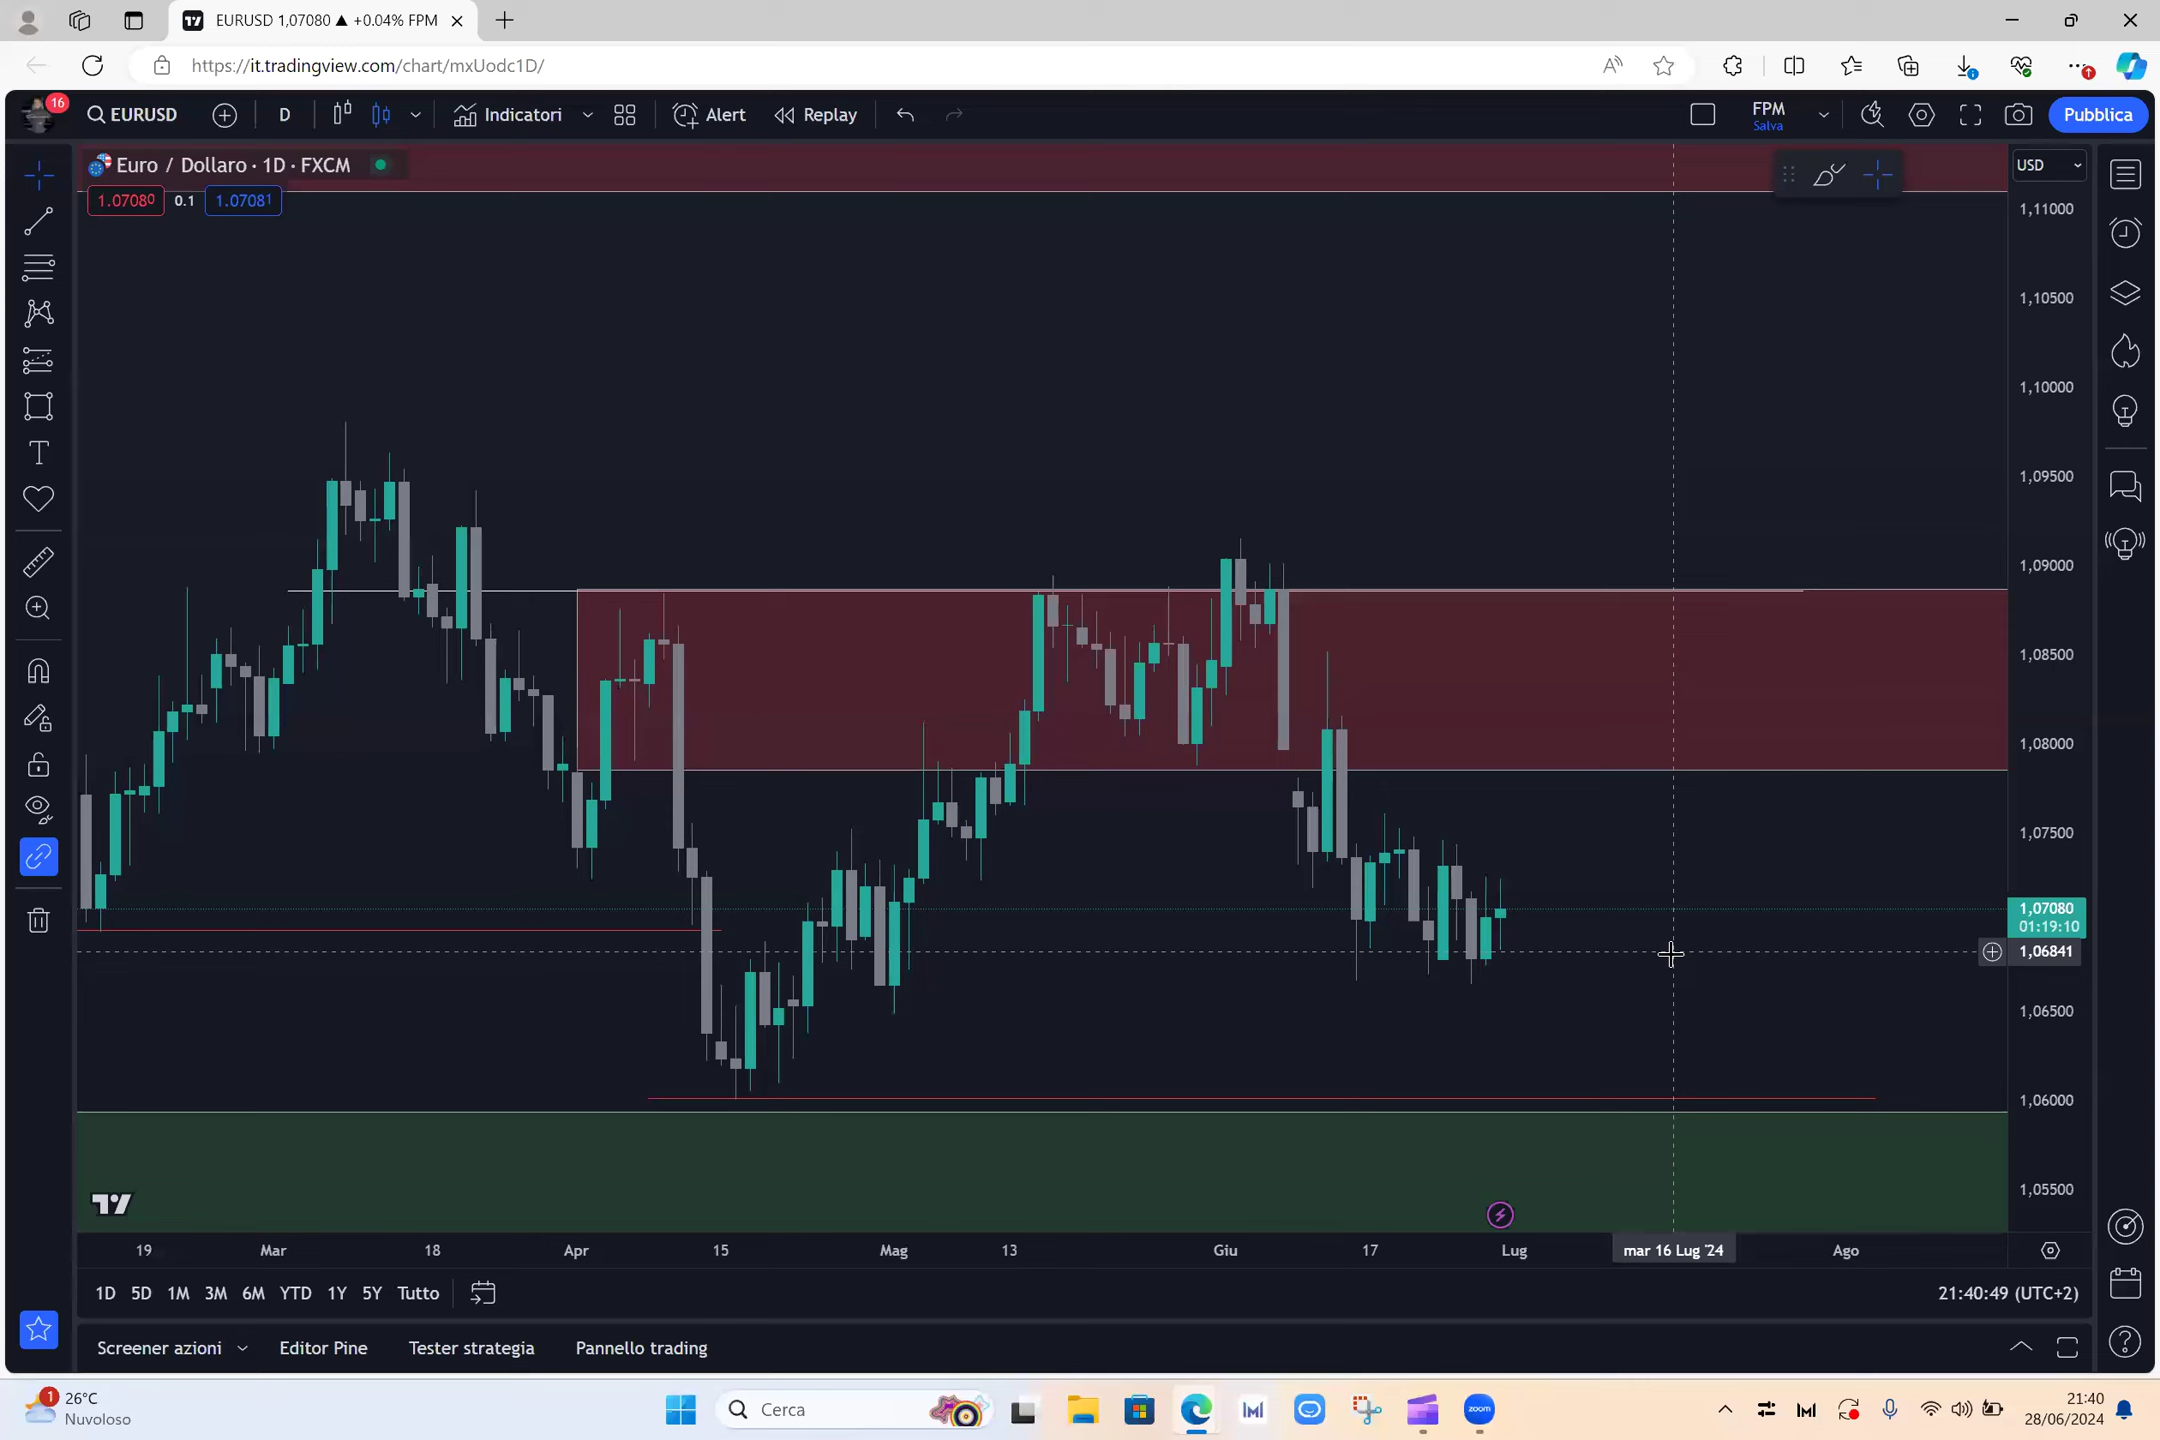 EURUSD 1,07080 ▲ +0.04% FPM
https://it.tradingview.com/chart/mxUodc1D/
16
EURUSD
D
Indicatori
Alert
Replay
FPM
Salva
Pubblica
Euro / Dollaro · 1D · FXCM
1.07080
0.1
1.07081
USD
1,11000
1,10500
1,10000
1,09500
1,09000
1,08500
1,08000
1,07500
1,07080
01:19:10
1,06841
1,06500
1,06000
1,05500
19
Mar
18
Apr
15
Mag
13
Giu
17
Lug
mar 16 Lug '24
Ago
1D 5D 1M 3M 6M YTD 1Y 5Y Tutto
21:40:49 (UTC+2)
Screener azioni
Editor Pine
Tester strategia
Pannello trading
1
26°C
Nuvoloso
Cerca
zoom
21:40
28/06/2024